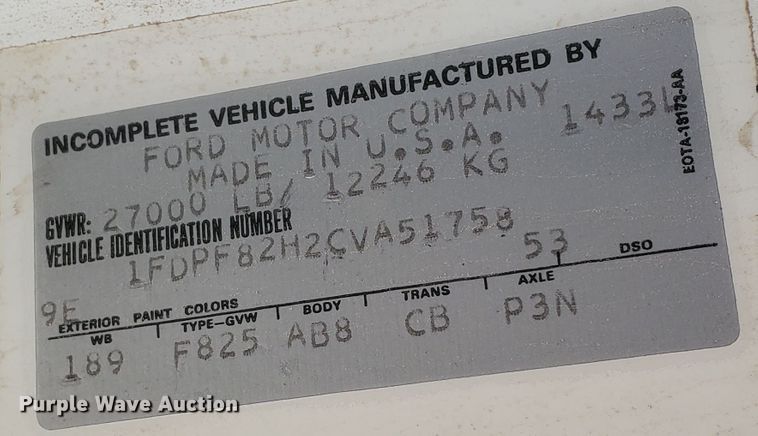 INCOMPLETE VEHICLE MANUFACTURED BY
FORD MOTOR COMPANY
MADE IN U.S.A.
1433L
GVWR: 27000 LB/ 12246 KG
VEHICLE IDENTIFICATION NUMBER
1FDPF82H2CVA51758
9E 53
EXTERIOR PAINT COLORS DSO
WB TYPE-GVW BODY TRANS AXLE
189 F825 AB8 CB P3N
EOTA-18173-AA
Purple Wave Auction